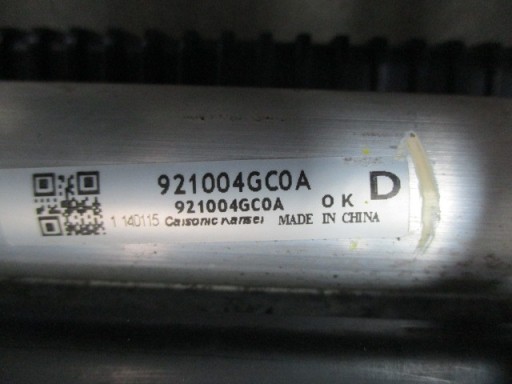 921004GC0A
921004GC0A OK D
1 140115 Calsonic Kansei MADE IN CHINA